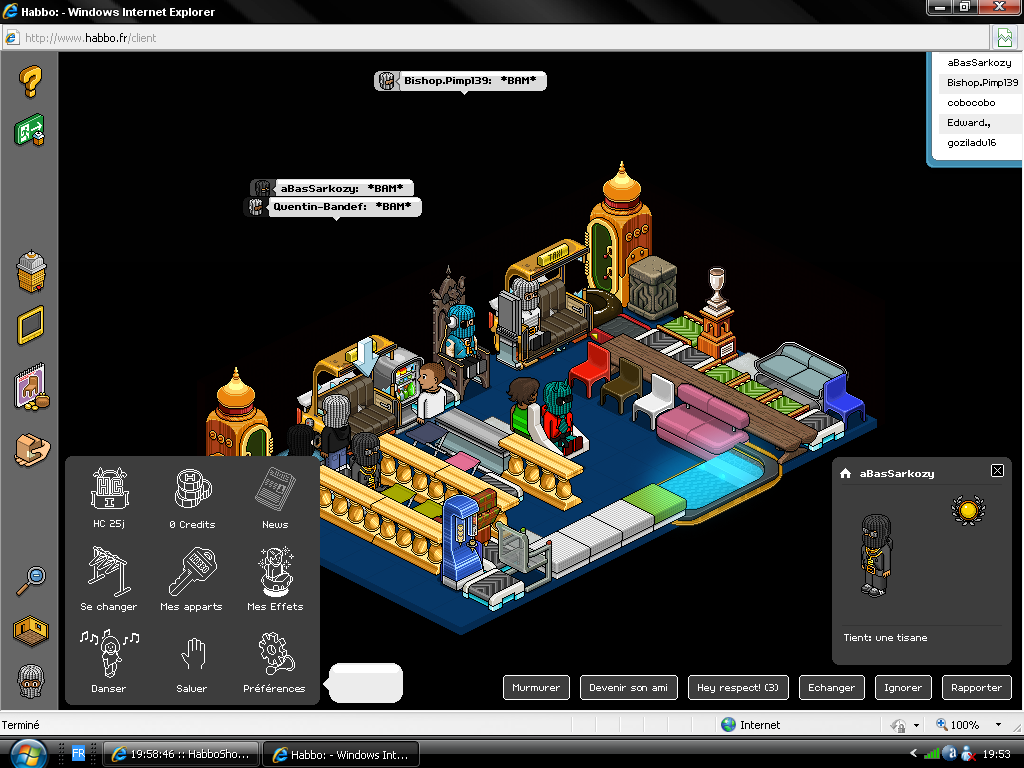 Habbo: - Windows Internet Explorer
http://www.habbo.fr/client
Bishop.Pimp139: *BAM*
aBasSarkozy: *BAM*
Quentin-Bandef: *BAM*
aBasSarkozy
Bishop.Pimp139
cobocobo
Edward.,
goziladu16
TAXI
HC 25j
0 Credits
News
Se changer
Mes apparts
Mes Effets
Danser
Saluer
Préférences
aBasSarkozy
Tient: une tisane
Murmurer
Devenir son ami
Hey respect! (3)
Echanger
Ignorer
Rapporter
Terminé
Internet
100%
FR
19:58:46 :: HabboSho...
Habbo: - Windows Int...
19:53